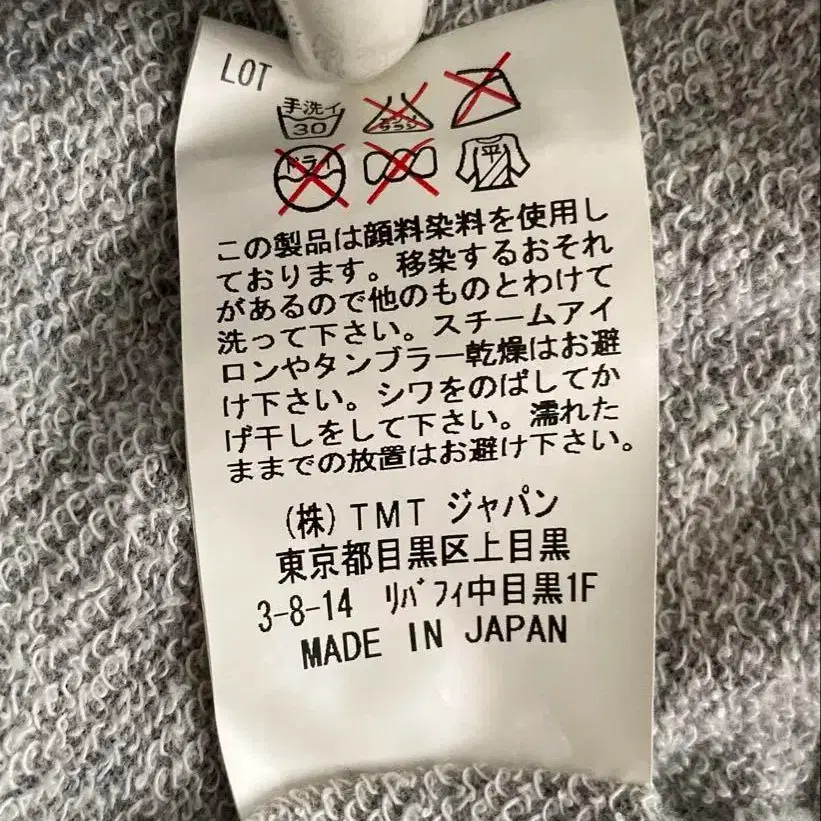 LOT
手洗イ
30
エンソ
サラシ
ドライ
平
この製品は顔料染料を使用し
ております。移染するおそれ
があるので他のものとわけて
洗って下さい。スチームアイ
ロンやタンブラー乾燥はお避
け下さい。シワをのばしてか
げ干しをして下さい。濡れた
ままでの放置はお避け下さい。
(株)TMT ジャパン
東京都目黒区上目黒
3-8-14 リバフィ中目黒1F
MADE IN JAPAN